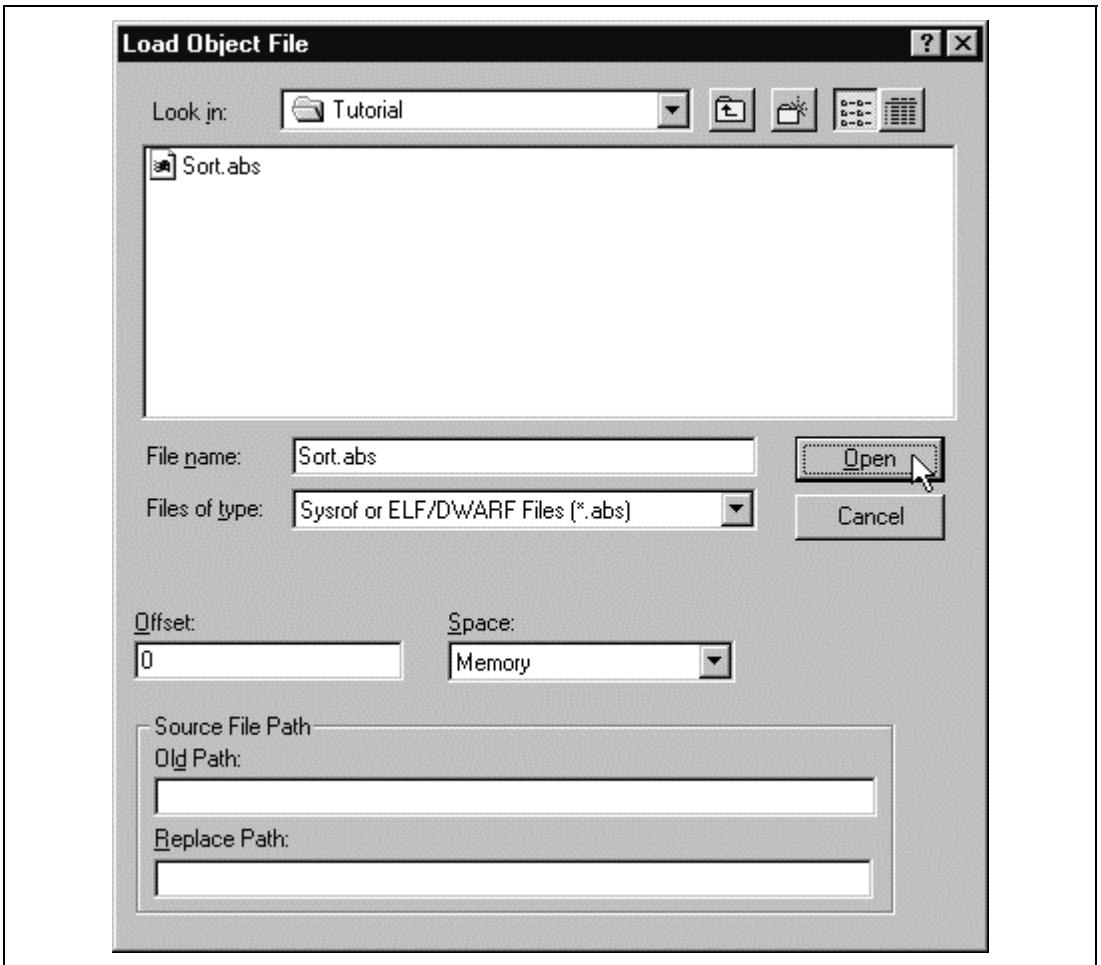 Load Object File
Look in:
Tutorial
Sort.abs
File name:
Sort.abs
Open
Files of type:
Sysrof or ELF/DWARF Files (*.abs)
Cancel
Offset:
Space:
0
Memory
Source File Path
Old Path:
Replace Path: